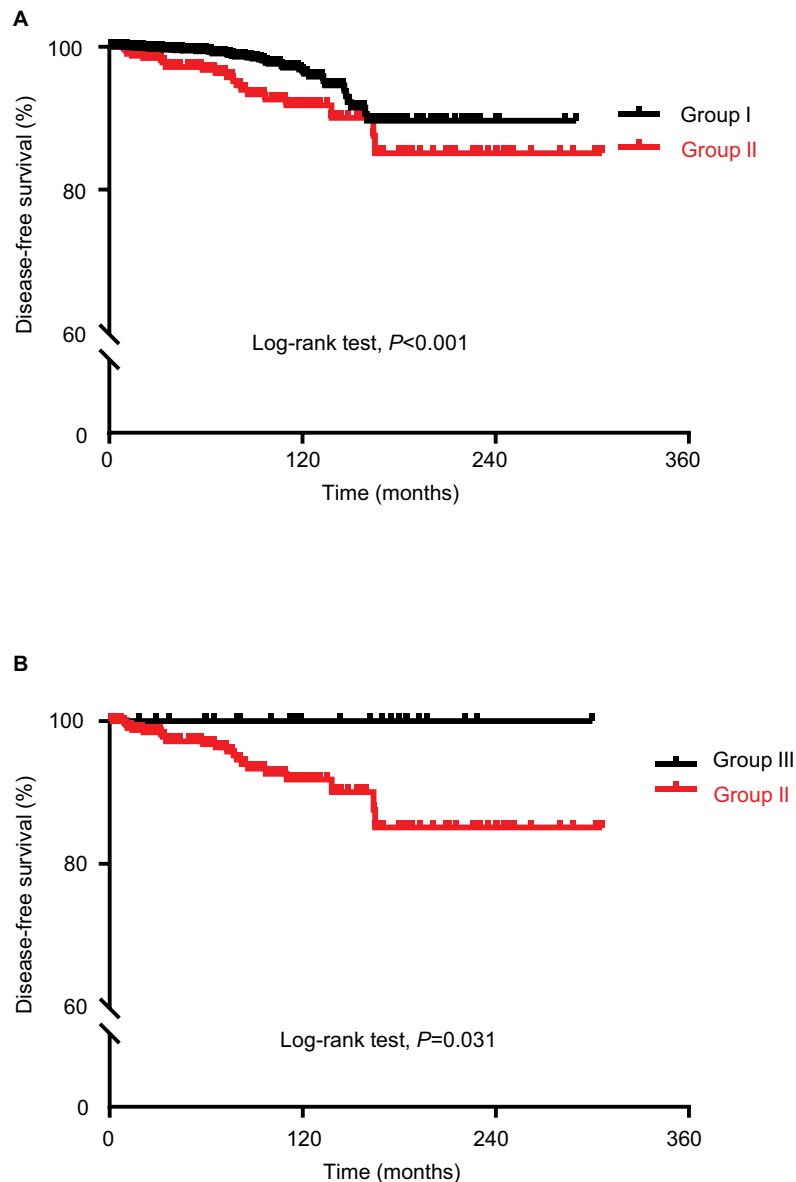 A
Disease-free survival (%)
100
80
60
0
Log-rank test, P<0.001
Group I
Group II
0 120 240 360
Time (months)
B
Disease-free survival (%)
100
80
60
0
Log-rank test, P=0.031
Group III
Group II
0 120 240 360
Time (months)